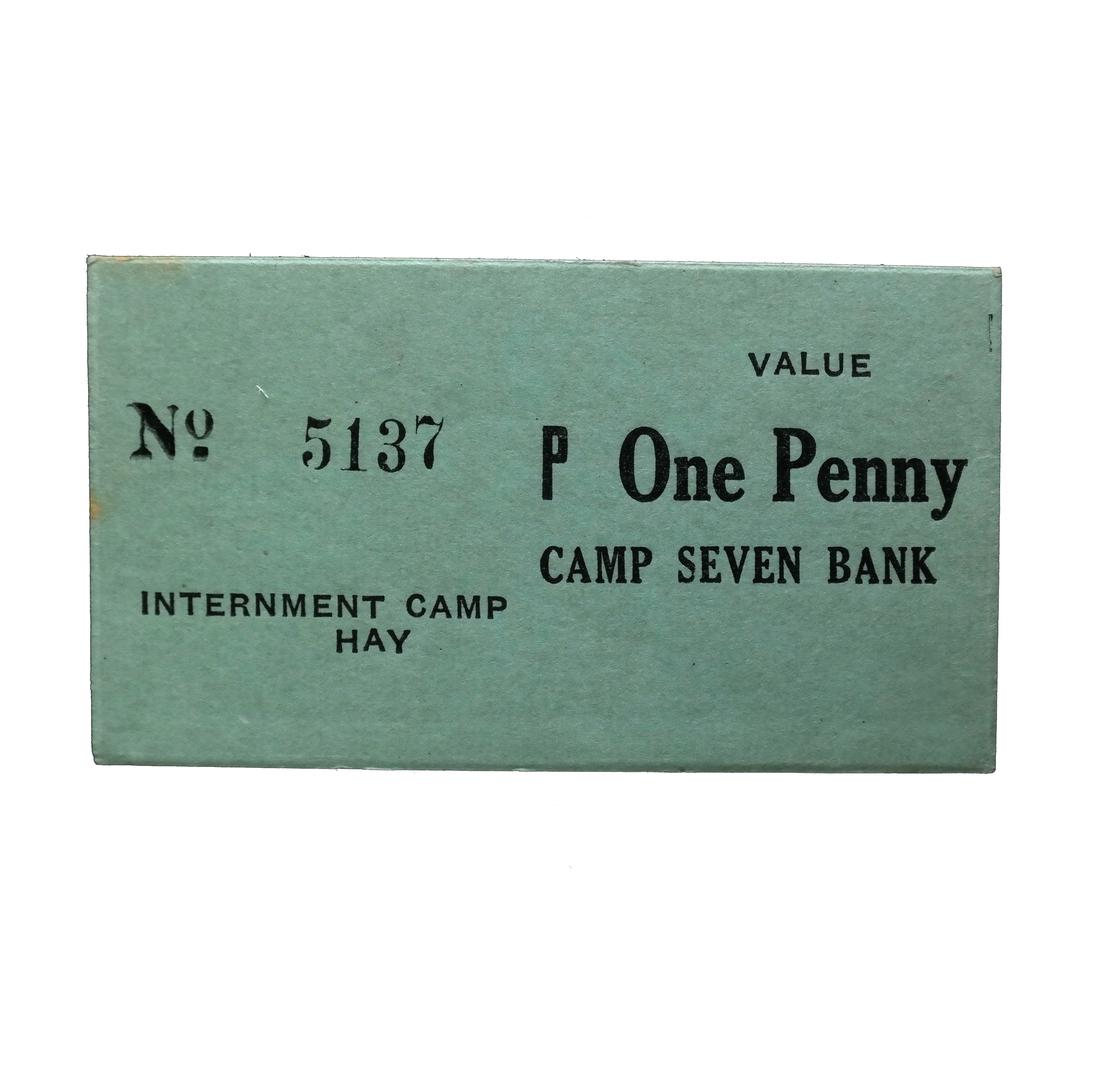 Nº 5137
INTERNMENT CAMP
HAY
VALUE
P One Penny
CAMP SEVEN BANK